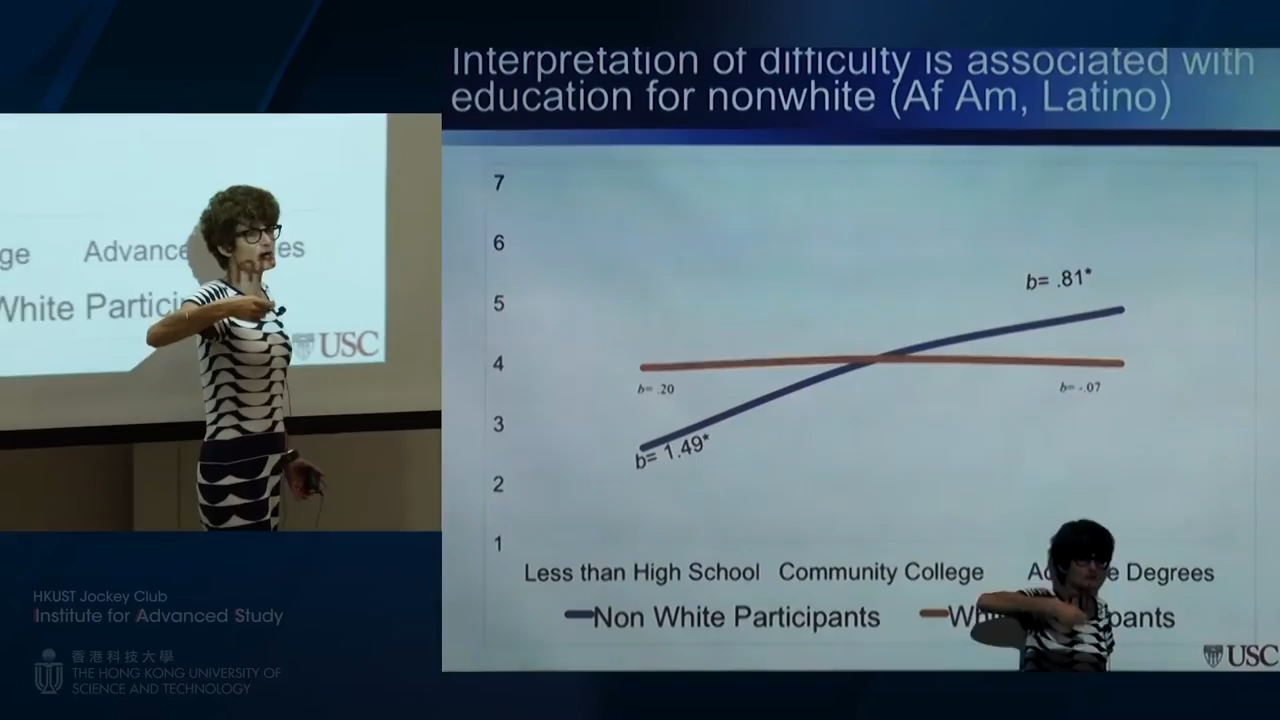 Interpretation of difficulty is associated with
education for nonwhite (Af Am, Latino)
7
6
5
4
3
2
1
b= .81*
b= .20
b= -.07
b= 1.49*
Less than High School Community College Degrees
Non White Participants
USC
ge es
White
USC
HKUST Jockey Club
Institute for Advanced Study
香港科技大學
THE HONG KONG UNIVERSITY OF
SCIENCE AND TECHNOLOGY